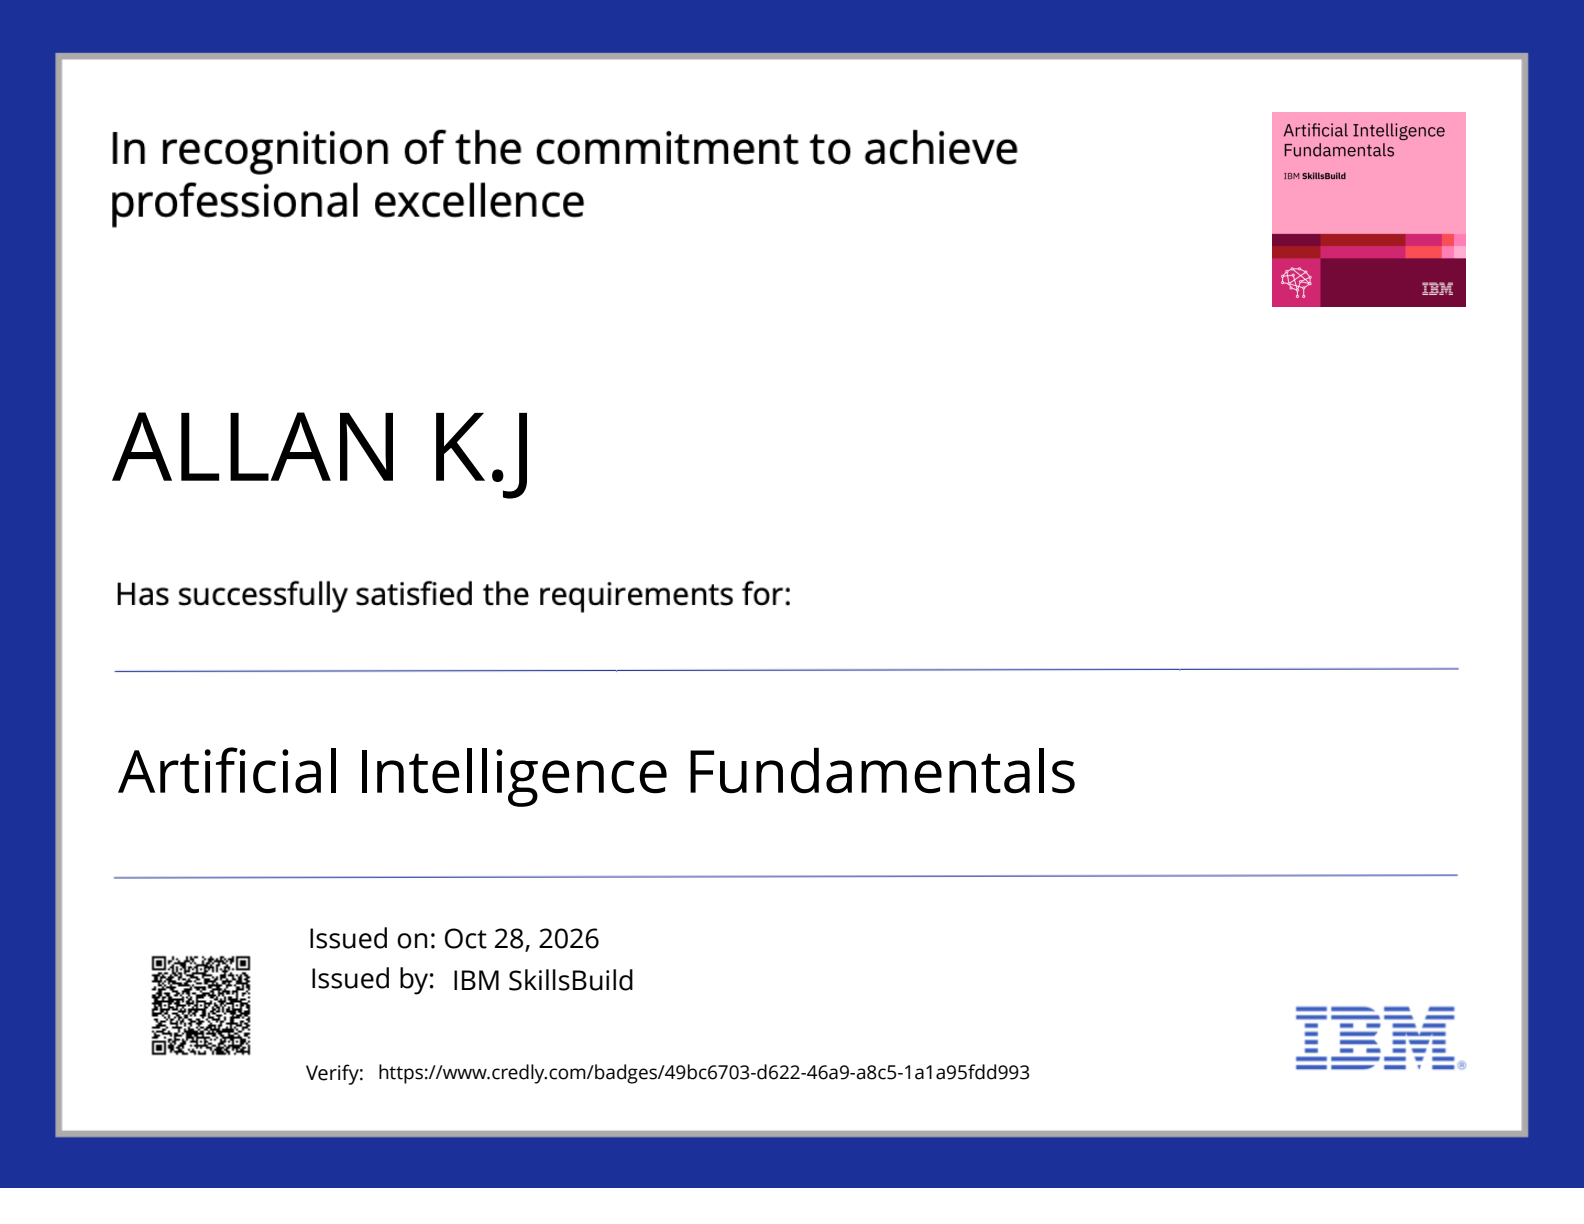 In recognition of the commitment to achieve
professional excellence
Artificial Intelligence
Fundamentals
IBM SkillsBuild
IBM
ALLAN K.J
Has successfully satisfied the requirements for:
Artificial Intelligence Fundamentals
Issued on: Oct 28, 2026
Issued by: IBM SkillsBuild
Verify: https://www.credly.com/badges/49bc6703-d622-46a9-a8c5-1a1a95fdd993
IBM®